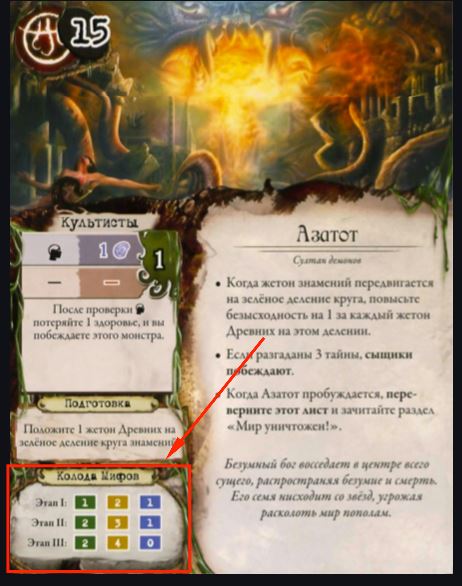 15
Культисты
1
1
— —
После проверки
потеряйте 1 здоровье, и вы
побеждаете этого монстра.
Подготовка
Положите 1 жетон Древних на
зелёное деление круга знамений.
Колода Мифов
Этап I: 1 2 1
Этап II: 2 3 1
Этап III: 2 4 0
Азатот
Султан демонов
• Когда жетон знамений передвигается
на зелёное деление круга, повысьте
безысходность на 1 за каждый жетон
Древних на этом делении.
• Если разгаданы 3 тайны, сыщики
побеждают.
• Когда Азатот пробуждается, пере-
верните этот лист и зачитайте раздел
«Мир уничтожен!».
Безумный бог восседает в центре всего
сущего, распространяя безумие и смерть.
Его семя нисходит со звёзд, угрожая
расколоть мир пополам.